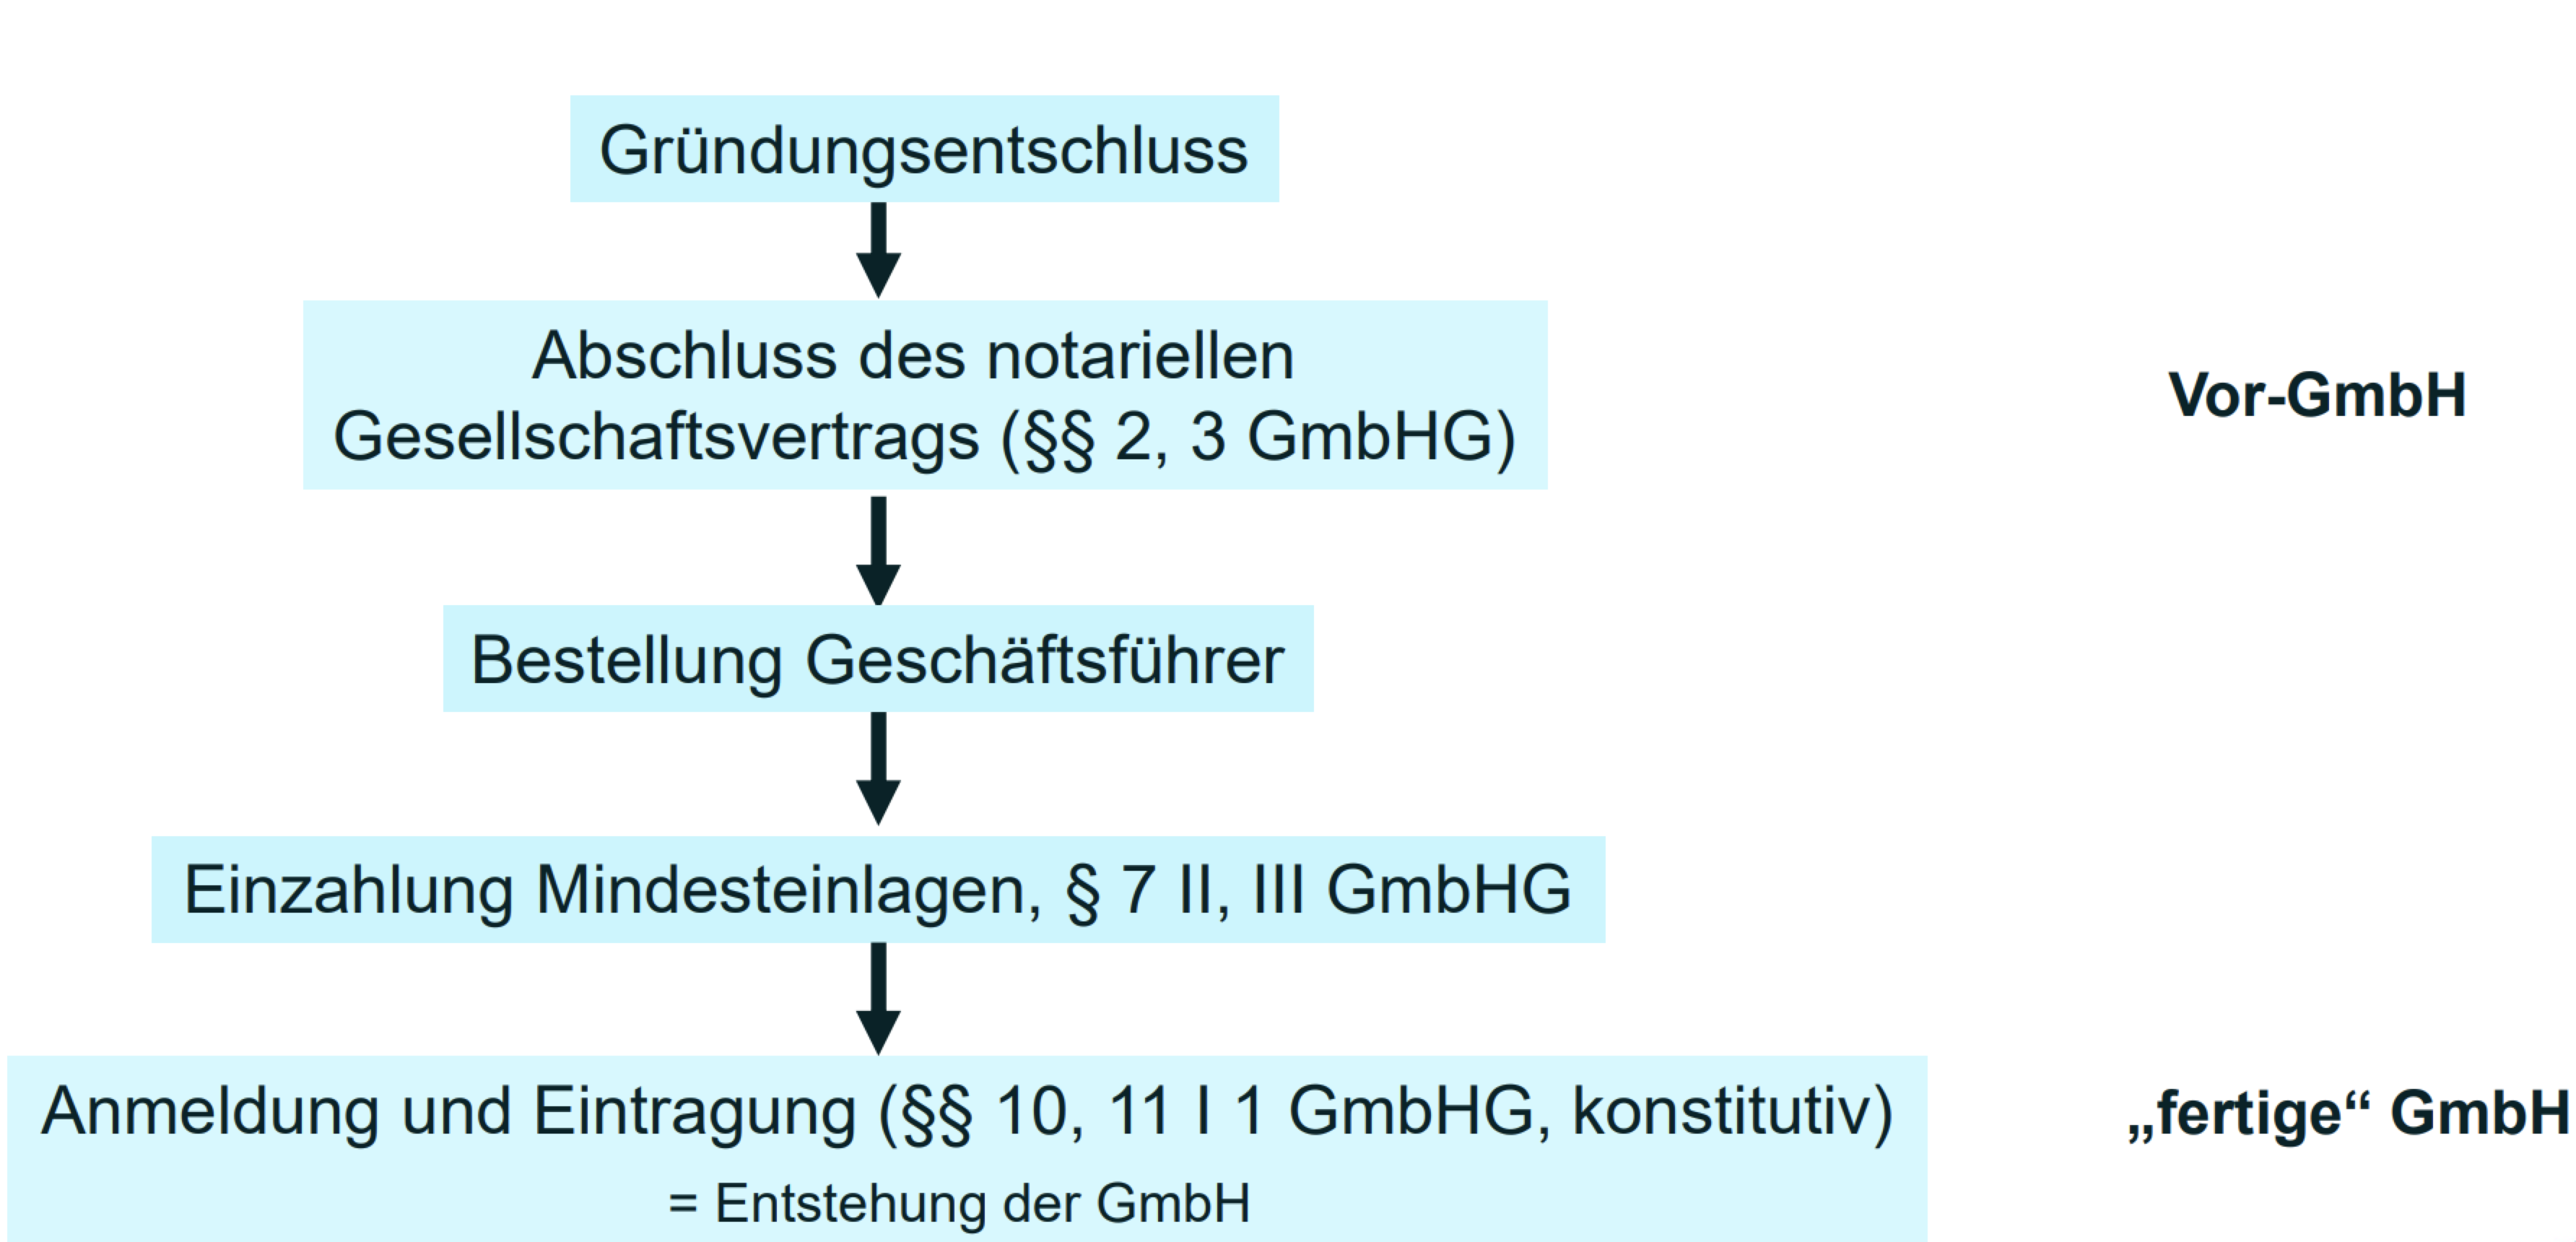 Gründungsentschluss
Abschluss des notariellen
Gesellschaftsvertrags (§§ 2, 3 GmbHG)
Vor-GmbH
Bestellung Geschäftsführer
Einzahlung Mindesteinlagen, § 7 II, III GmbHG
Anmeldung und Eintragung (§§ 10, 11 I 1 GmbHG, konstitutiv)
= Entstehung der GmbH
„fertige“ GmbH